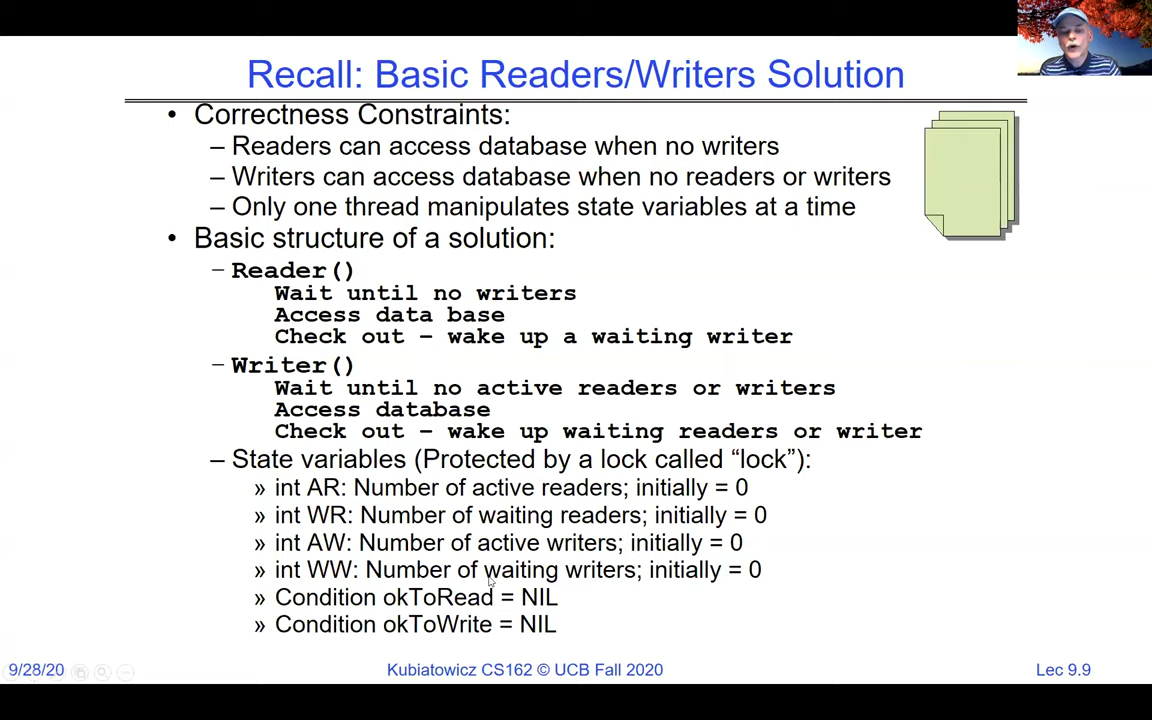 Recall: Basic Readers/Writers Solution
• Correctness Constraints:
– Readers can access database when no writers
– Writers can access database when no readers or writers
– Only one thread manipulates state variables at a time
• Basic structure of a solution:
– Reader()
Wait until no writers
Access data base
Check out – wake up a waiting writer
– Writer()
Wait until no active readers or writers
Access database
Check out – wake up waiting readers or writer
– State variables (Protected by a lock called “lock”):
» int AR: Number of active readers; initially = 0
» int WR: Number of waiting readers; initially = 0
» int AW: Number of active writers; initially = 0
» int WW: Number of waiting writers; initially = 0
» Condition okToRead = NIL
» Condition okToWrite = NIL
9/28/20 Kubiatowicz CS162 © UCB Fall 2020 Lec 9.9